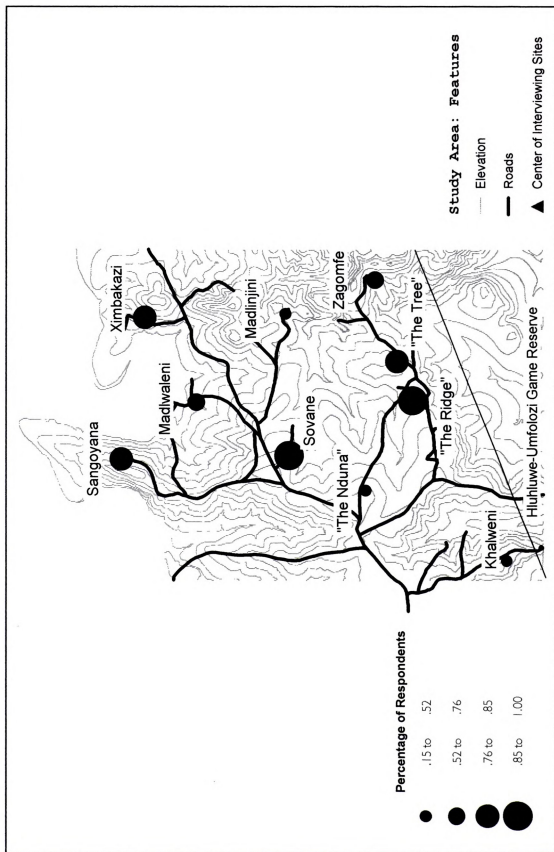 Ximbakazi
Sangoyana
Madlwaleni
Madlinjini
Sovane
Zagomfe
"The Tree"
"The Nduna"
"The Ridge"
Khalweni
Hluhluwe-Umfolozi Game Reserve
Percentage of Respondents
.15 to .52
.52 to .76
.76 to .85
.85 to 1.00
Study Area: Features
Elevation
Roads
Center of Interviewing Sites